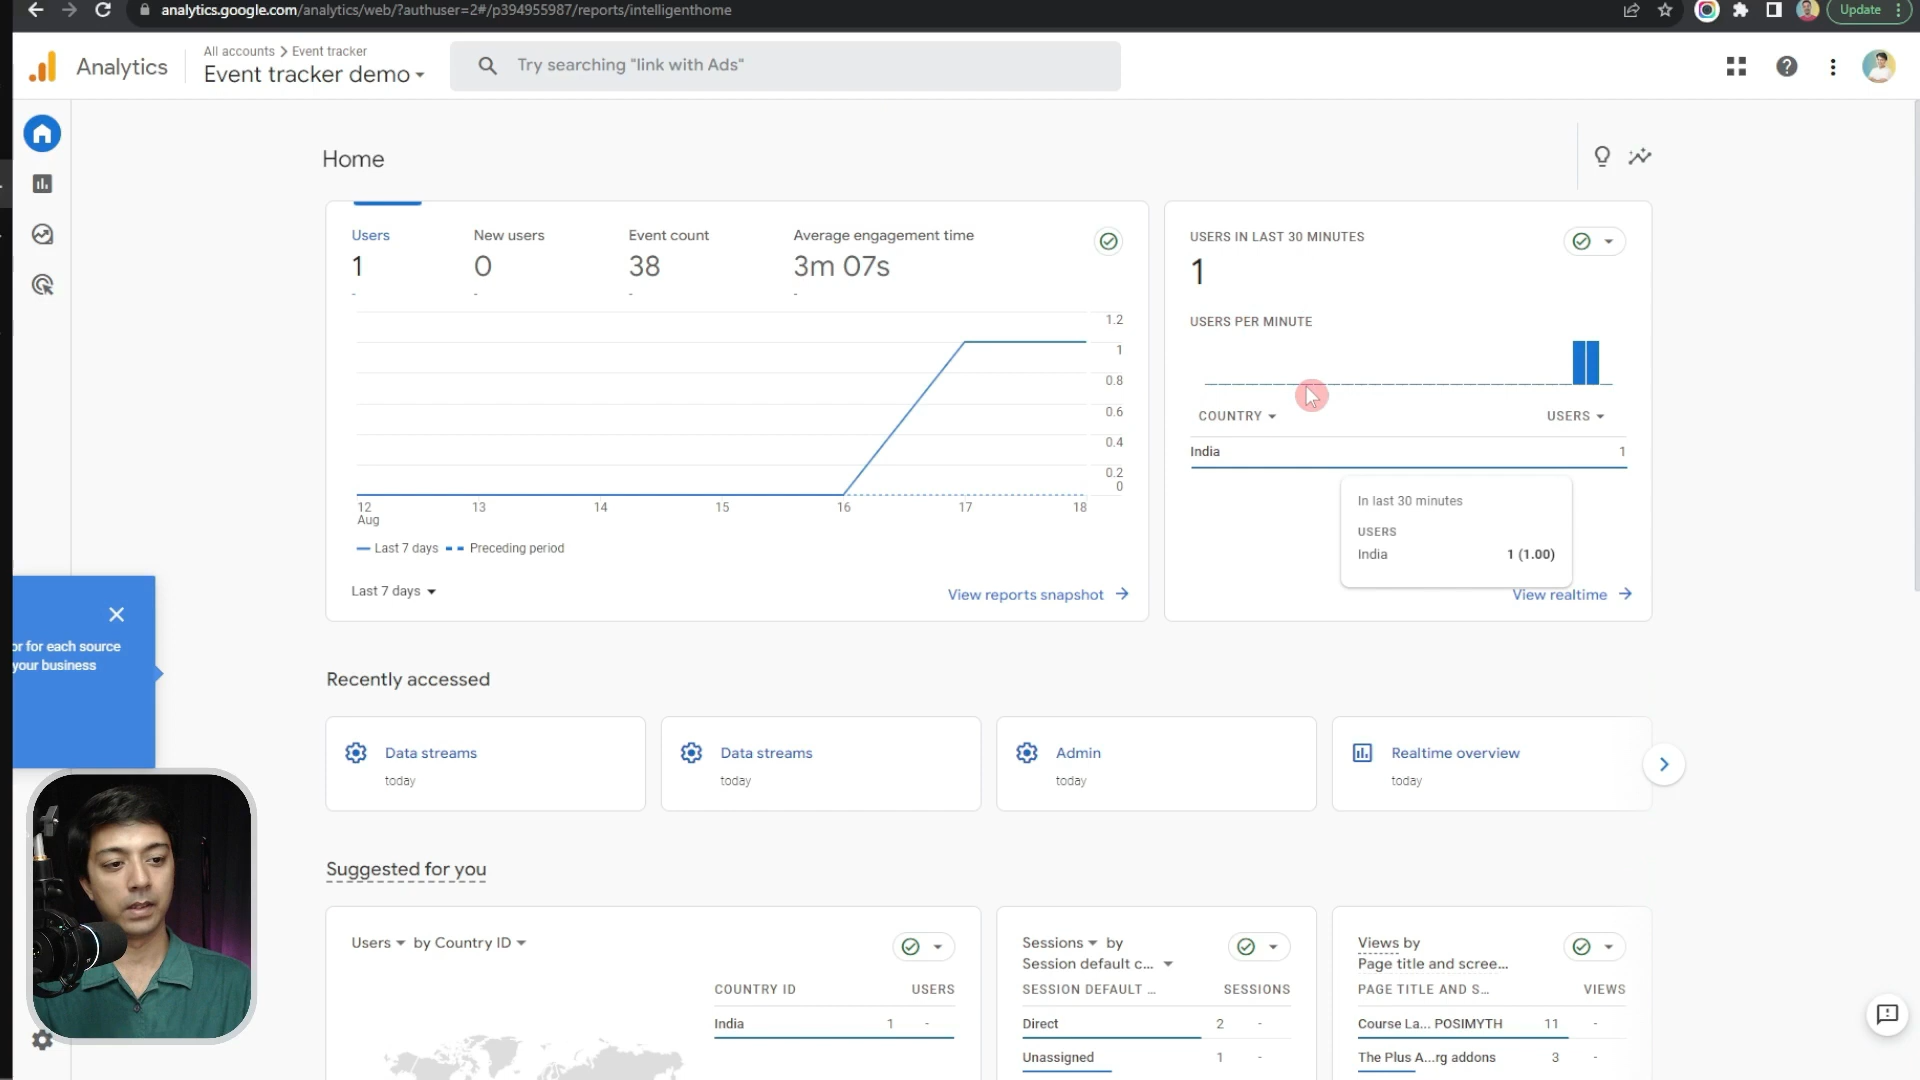 analytics.google.com/analytics/web/?authuser=2#/p394955987/reports/intelligenthome
Update
Analytics
All accounts > Event tracker
Event tracker demo
Try searching "link with Ads"
Home
Users
1
-
New users
0
-
Event count
38
-
Average engagement time
3m 07s
-
1.2
1
0.8
0.6
0.4
0.2
0
12
Aug
13
14
15
16
17
18
Last 7 days
Preceding period
Last 7 days
View reports snapshot
USERS IN LAST 30 MINUTES
1
USERS PER MINUTE
COUNTRY
USERS
India
1
In last 30 minutes
USERS
India
1 (1.00)
View realtime
or for each source
your business
Recently accessed
Data streams
today
Data streams
today
Admin
today
Realtime overview
today
Suggested for you
Users by Country ID
COUNTRY ID
USERS
India
1
-
Sessions by
Session default c...
SESSION DEFAULT ...
SESSIONS
Direct
2
-
Unassigned
1
-
Views by
Page title and scree...
PAGE TITLE AND S...
VIEWS
Course La... POSIMYTH
11
-
The Plus A...rg addons
3
-